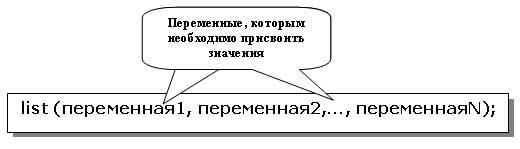 Переменные, которым
необходимо присвоить
значения
list (переменная1, переменная2,..., переменнаяN);